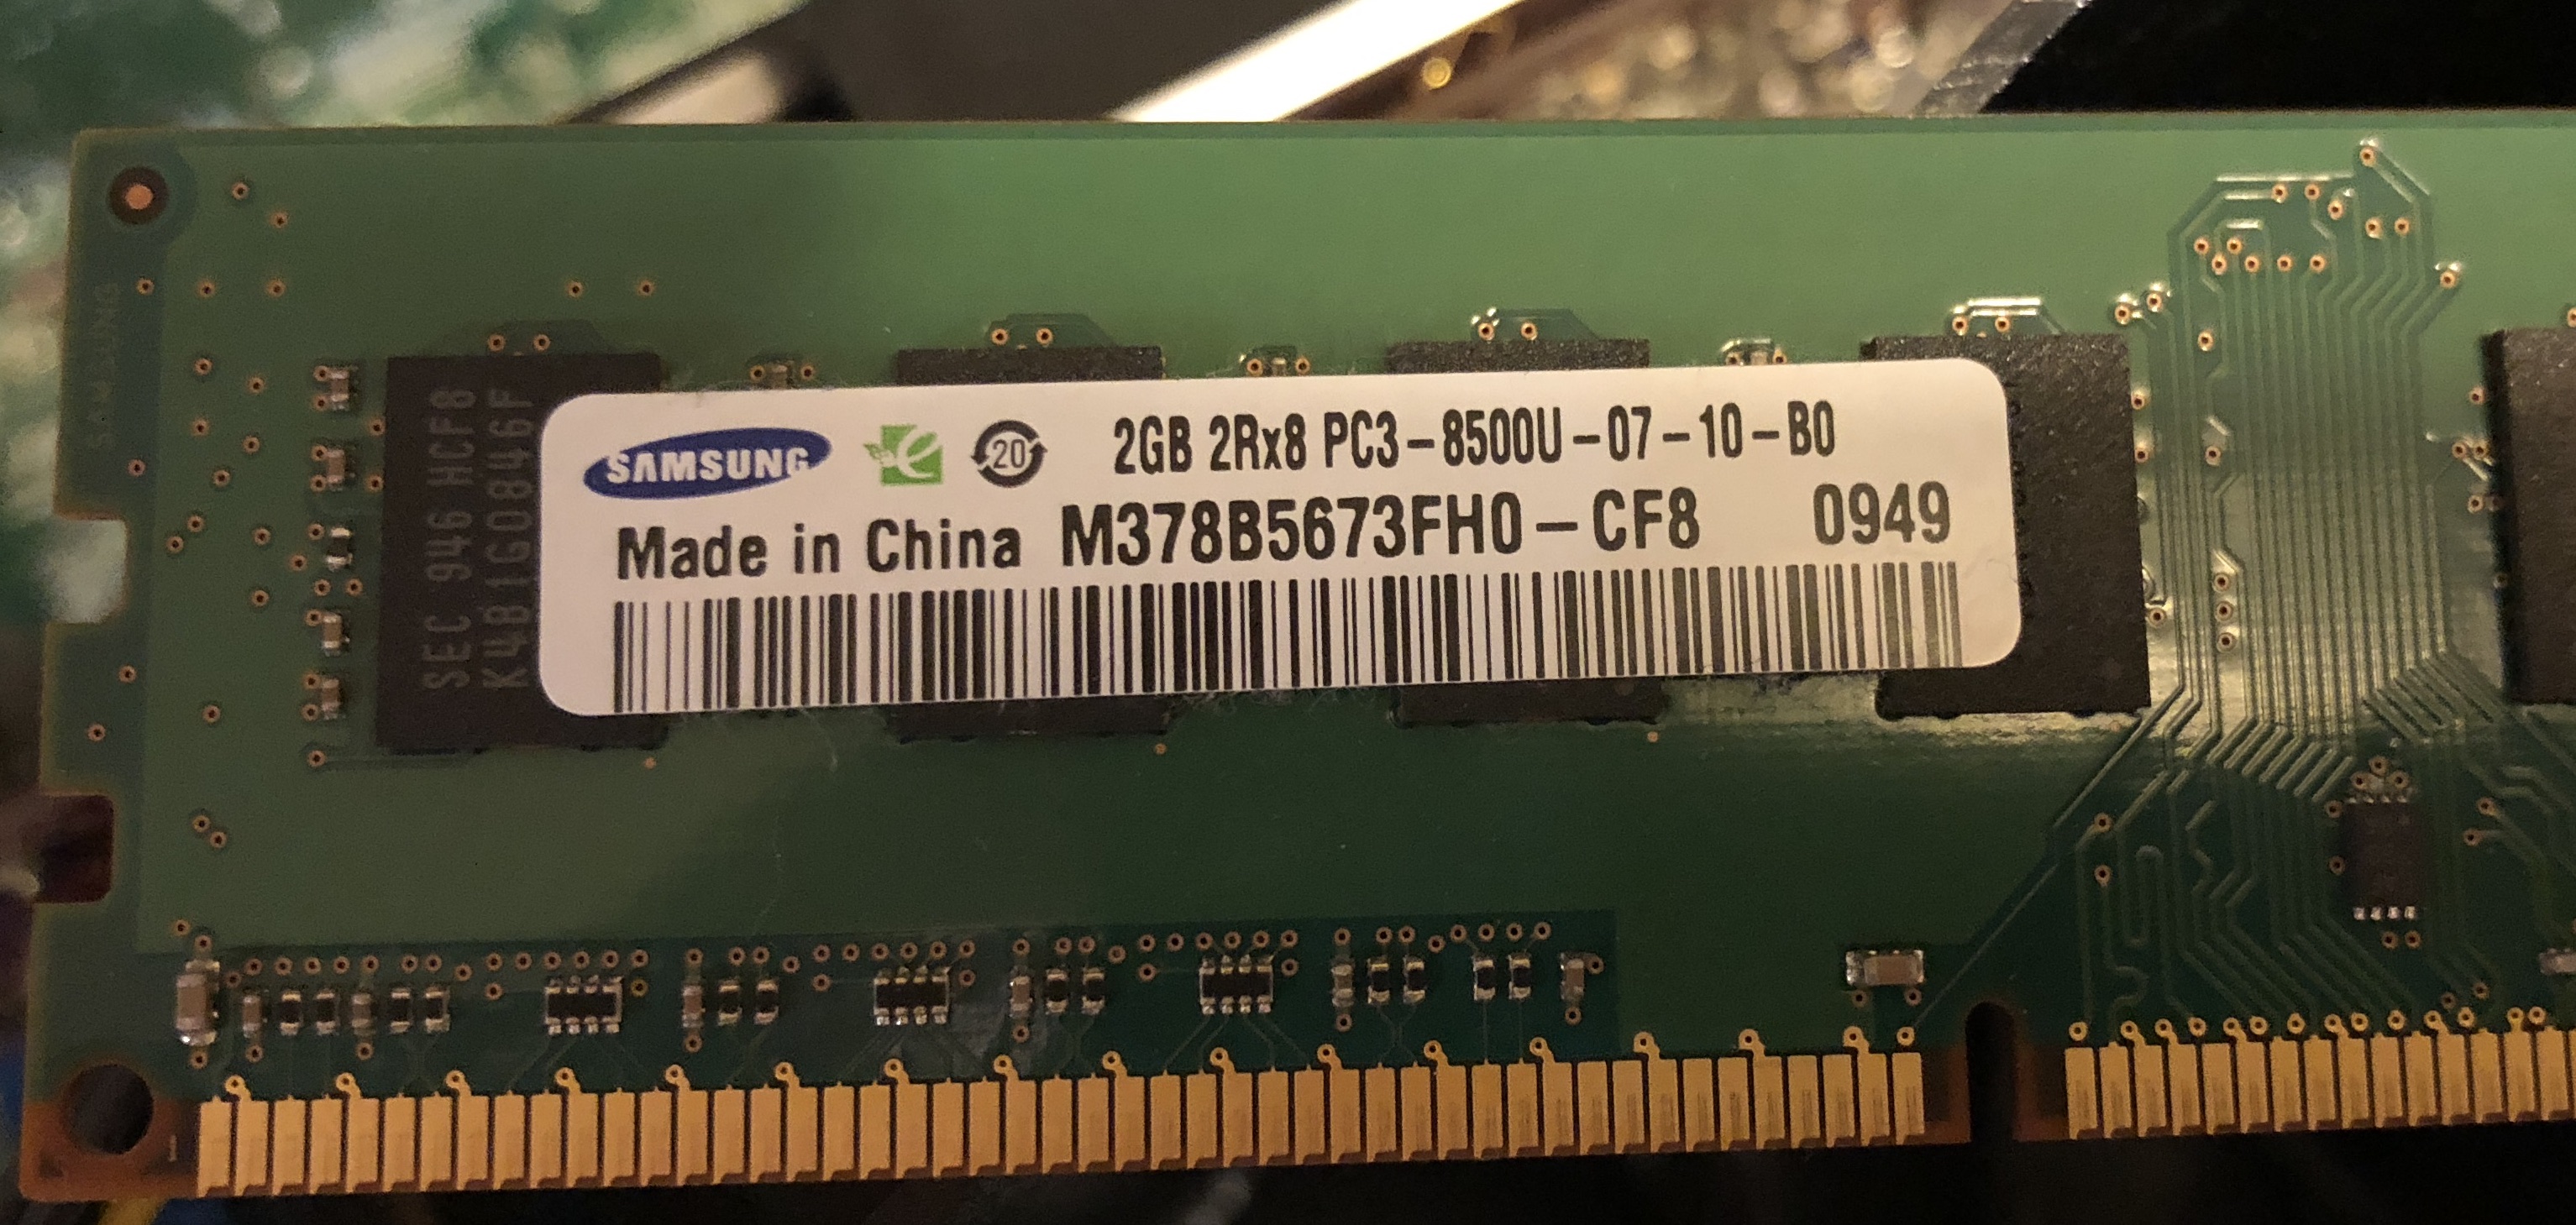 SAMSUNG
SEC 946 HCF8
K4B1G0846F
SAMSUNG e 20 2GB 2Rx8 PC3-8500U-07-10-B0
Made in China M378B5673FH0-CF8 0949
1